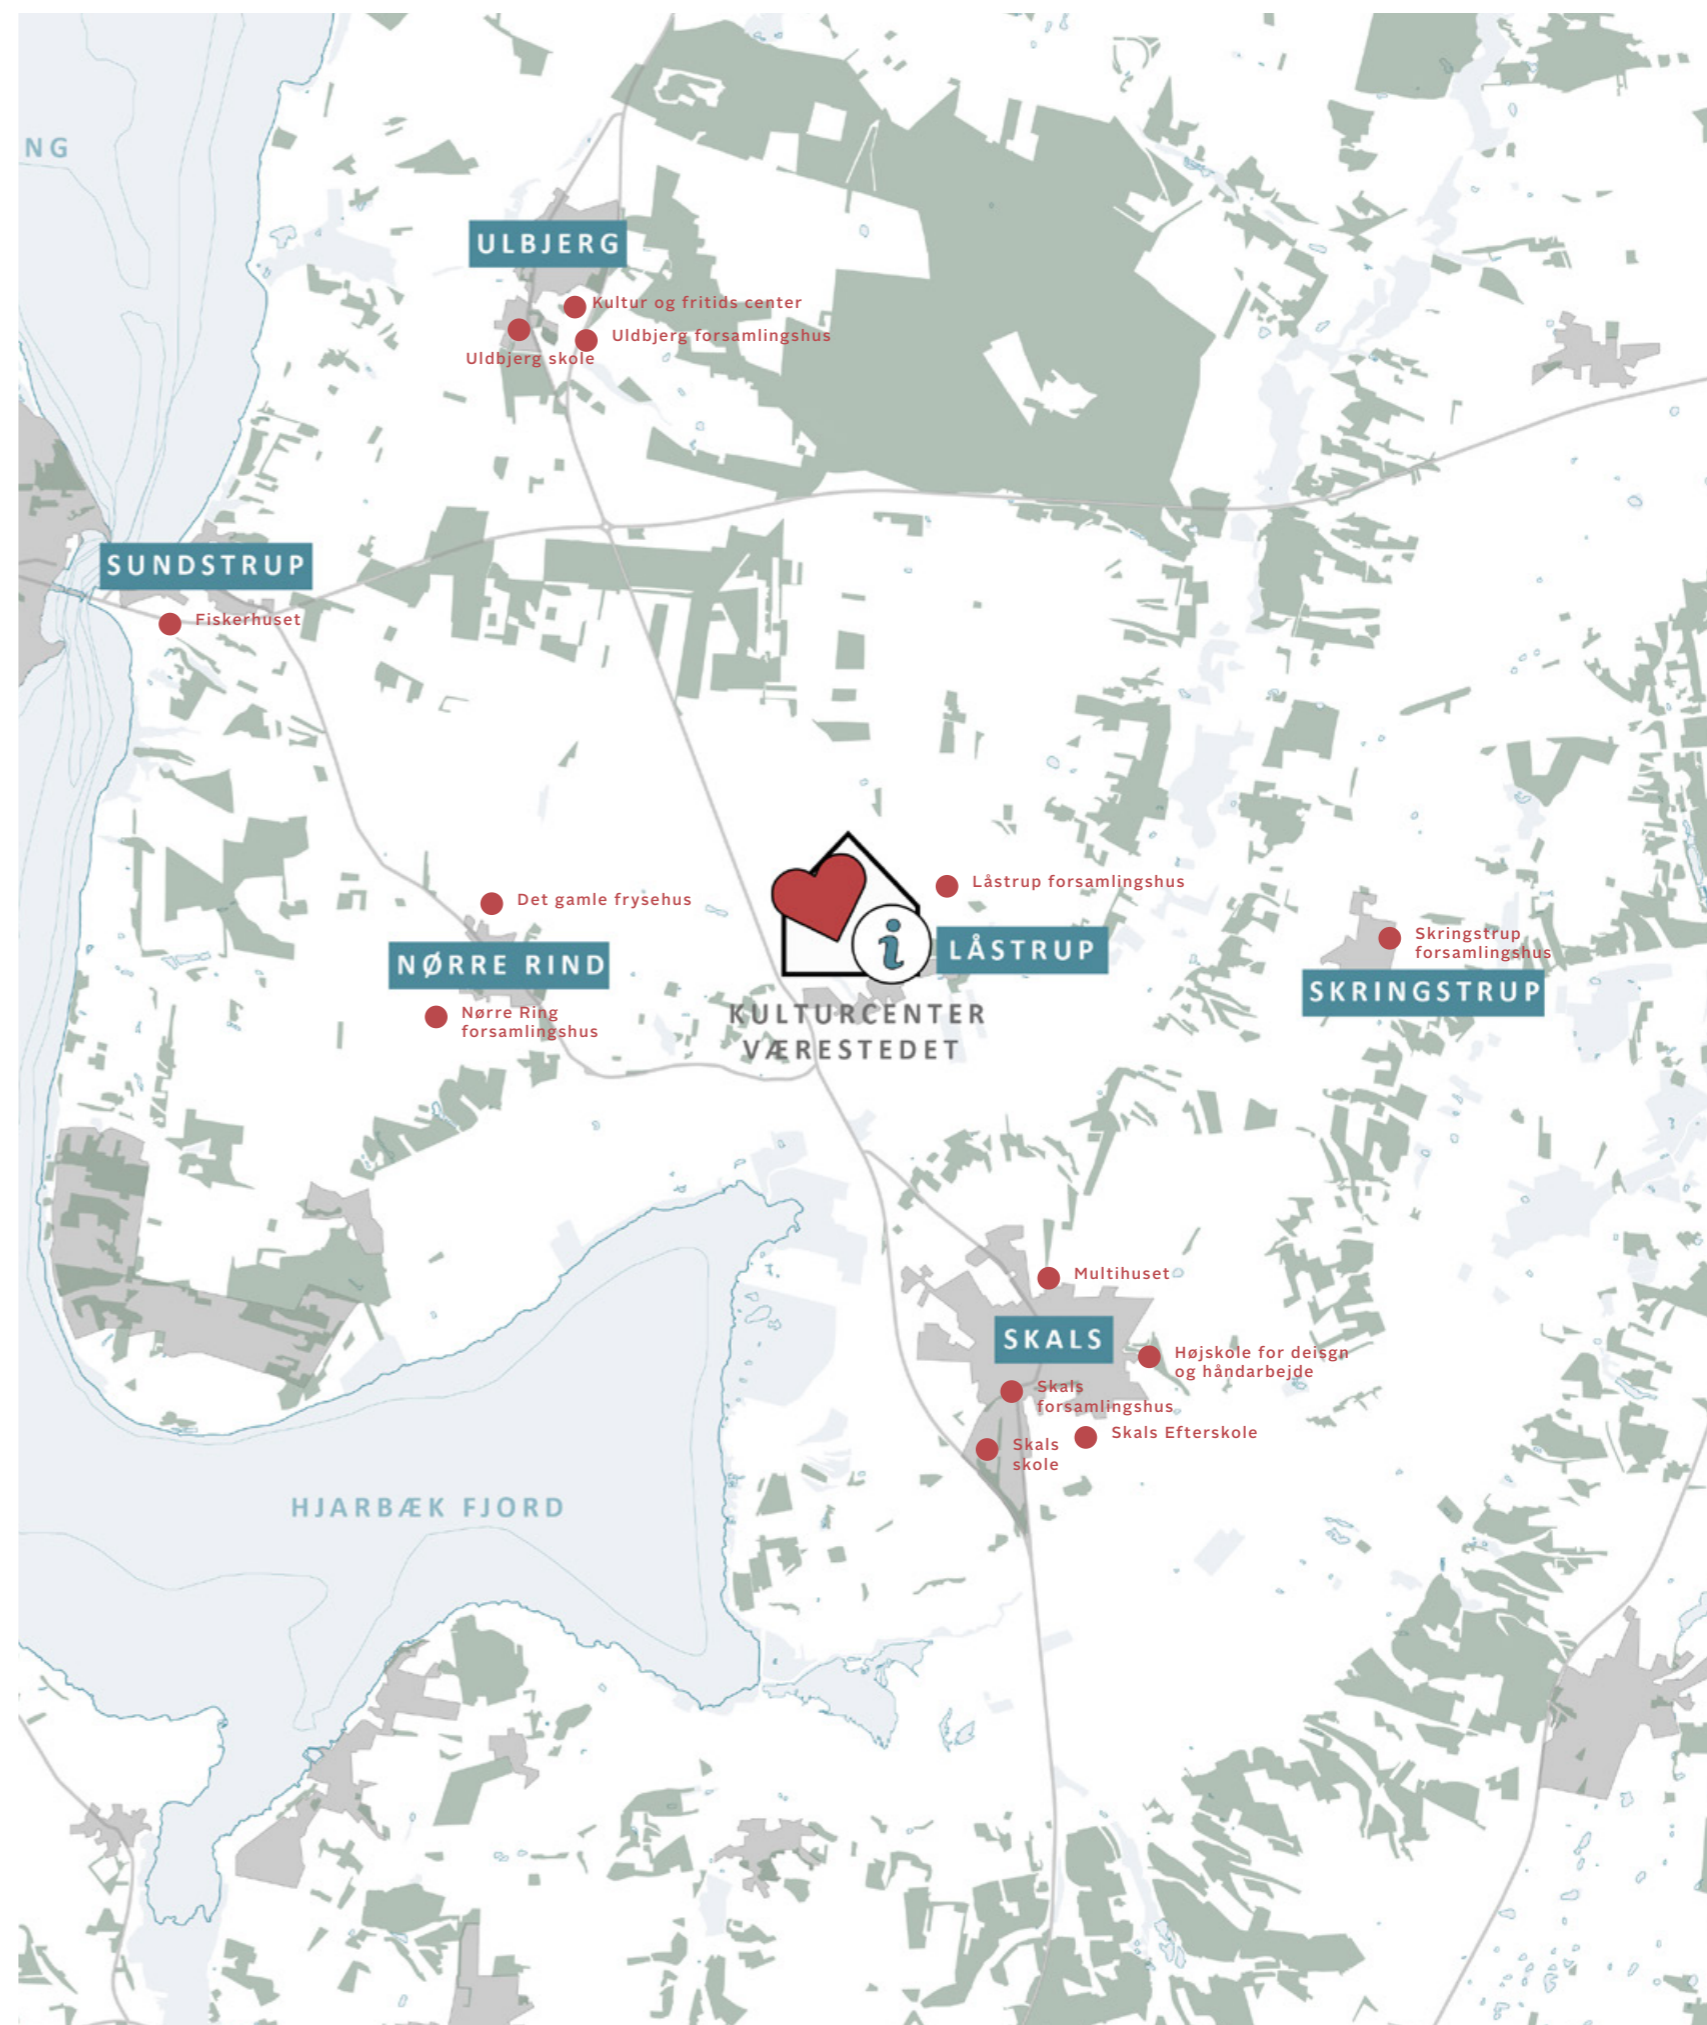 NG
ULBJERG
Kultur og fritids center
Uldbjerg forsamlingshus
Uldbjerg skole
SUNDSTRUP
Fiskerhuset
Låstrup forsamlingshus
Det gamle frysehus
Skringstrup
forsamlingshus
i
LÅSTRUP
NØRRE RIND
SKRINGSTRUP
Nørre Ring
forsamlingshus
KULTURCENTER
VÆRESTEDET
Multihuset
SKALS
Højskole for deisgn
og håndarbejde
Skals
forsamlingshus
Skals Efterskole
Skals
skole
HJARBÆK FJORD